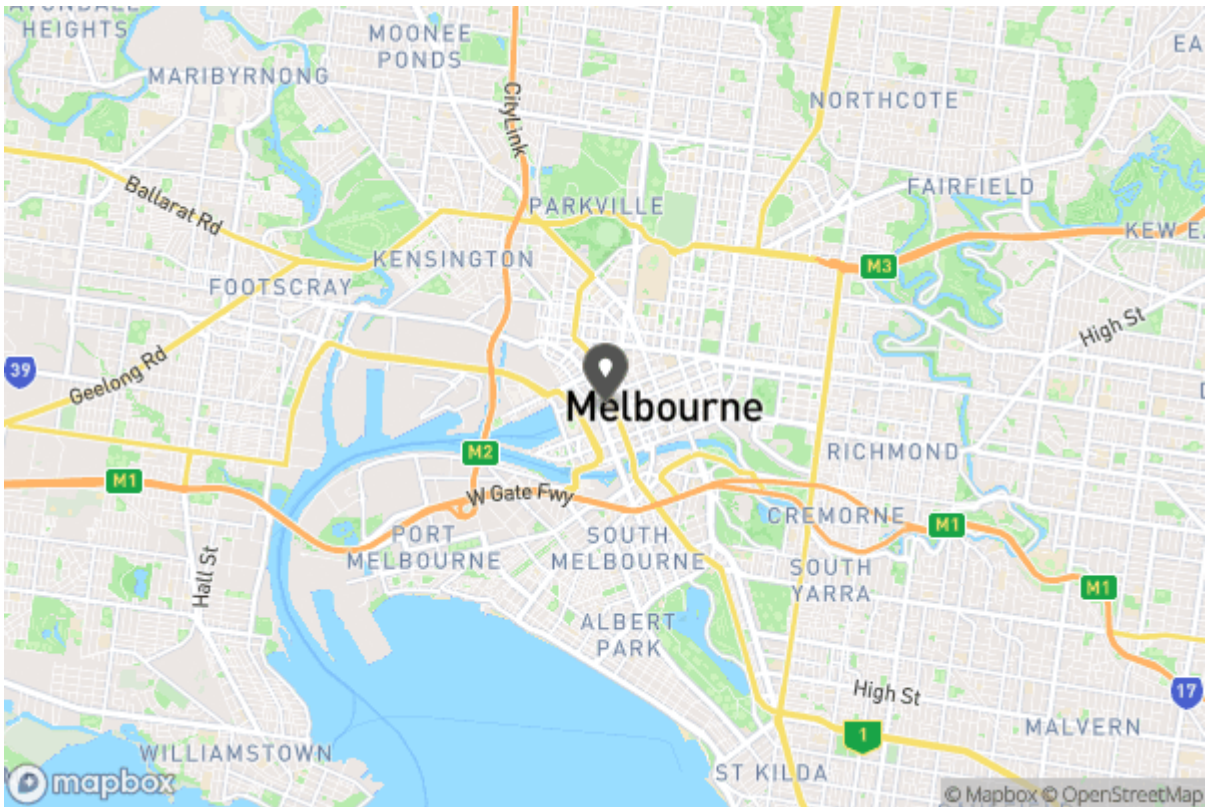 AVONDALE
HEIGHTS
MOONEE
PONDS
MARIBYRNONG
CityLink
NORTHCOTE
Ballarat Rd
PARKVILLE
FAIRFIELD
KENSINGTON
M3
FOOTSCRAY
High St
39
Geelong Rd
Melbourne
RICHMOND
M2
M1
W Gate Fwy
CREMORNE
M1
PORT
MELBOURNE
SOUTH
MELBOURNE
Hall St
SOUTH
YARRA
M1
ALBERT
PARK
High St
17
MALVERN
1
WILLIAMSTOWN
ST KILDA
mapbox
© Mapbox © OpenStreetMap